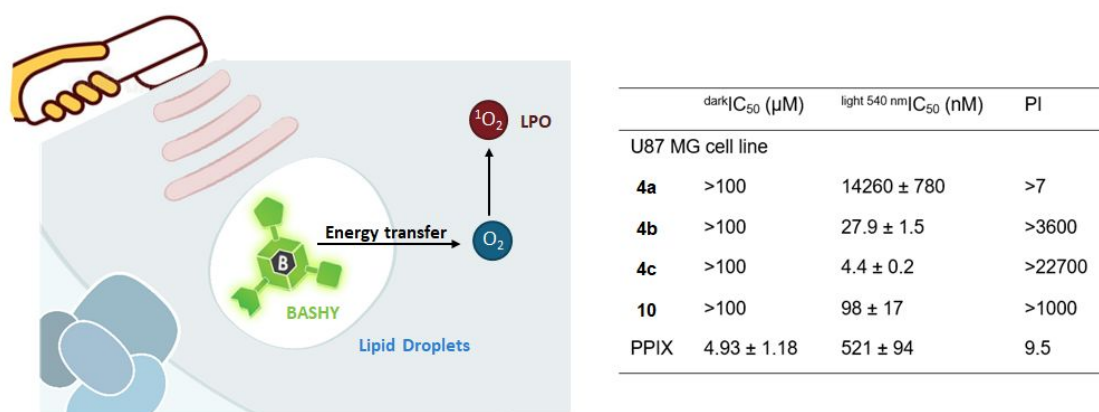 ¹O₂ LPO
Energy transfer
O₂
B
BASHY
Lipid Droplets
darkIC₅₀ (µM) light 540 nmIC₅₀ (nM) PI
U87 MG cell line
4a >100 14260 ± 780 >7
4b >100 27.9 ± 1.5 >3600
4c >100 4.4 ± 0.2 >22700
10 >100 98 ± 17 >1000
PPIX 4.93 ± 1.18 521 ± 94 9.5